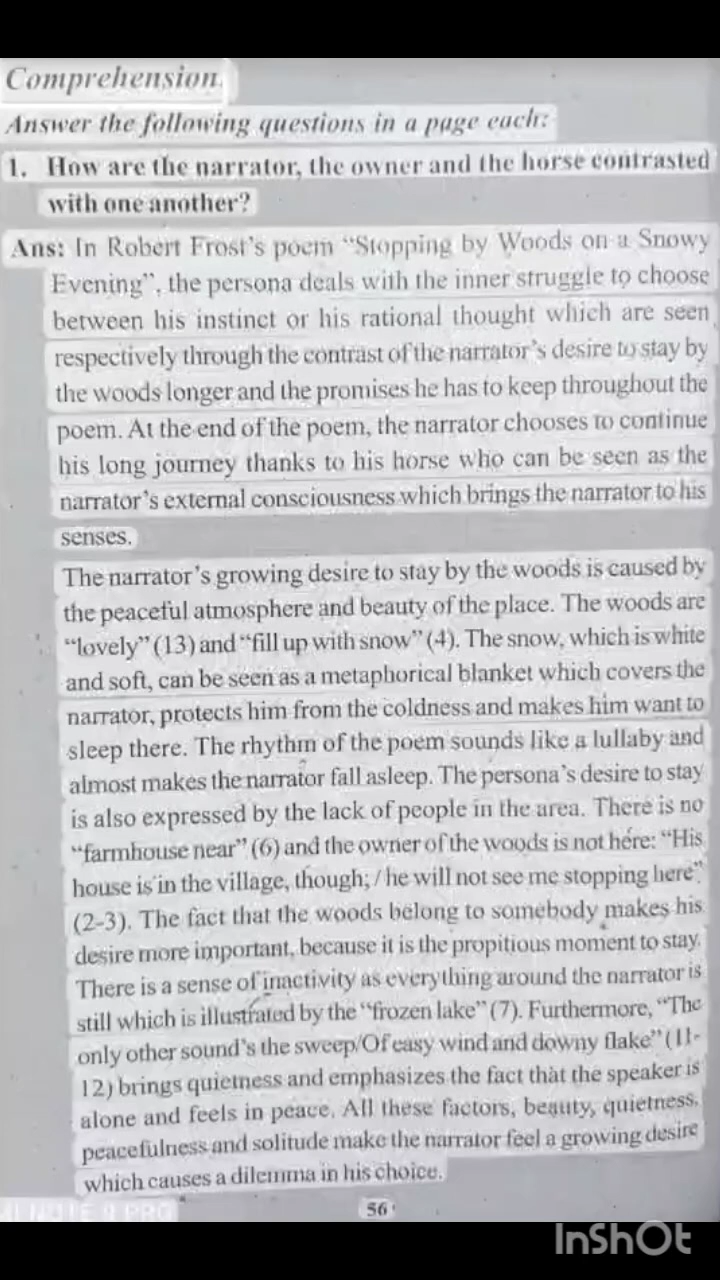 Comprehension.
Answer the following questions in a page each:
1. How are the narrator, the owner and the horse contrasted
with one another?
Ans: In Robert Frost's poem "Stopping by Woods on a Snowy
Evening", the persona deals with the inner struggle to choose
between his instinct or his rational thought which are seen
respectively through the contrast of the narrator's desire to stay by
the woods longer and the promises he has to keep throughout the
poem. At the end of the poem, the narrator chooses to continue
his long journey thanks to his horse who can be seen as the
narrator's external consciousness which brings the narrator to his
senses.
The narrator's growing desire to stay by the woods is caused by
the peaceful atmosphere and beauty of the place. The woods are
"lovely" (13) and "fill up with snow" (4). The snow, which is white
and soft, can be seen as a metaphorical blanket which covers the
narrator, protects him from the coldness and makes him want to
sleep there. The rhythm of the poem sounds like a lullaby and
almost makes the narrator fall asleep. The persona's desire to stay
is also expressed by the lack of people in the area. There is no
"farmhouse near" (6) and the owner of the woods is not here: "His
house is in the village, though; / he will not see me stopping here"
(2-3). The fact that the woods belong to somebody makes his
desire more important, because it is the propitious moment to stay.
There is a sense of inactivity as everything around the narrator is
still which is illustrated by the "frozen lake" (7). Furthermore, "The
only other sound's the sweep/Of easy wind and downy flake" (11-
12) brings quietness and emphasizes the fact that the speaker is
alone and feels in peace. All these factors, beauty, quietness,
peacefulness and solitude make the narrator feel a growing desire
which causes a dilemma in his choice.
NOTE 9 PRO
56
InShOt